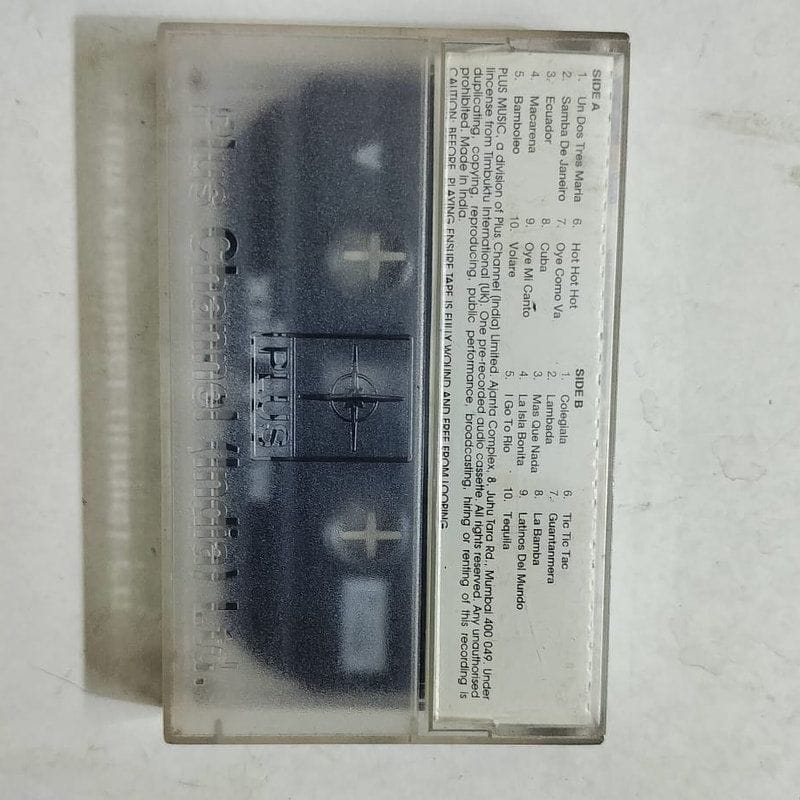 SIDE A
1. Un Dos Tres Maria
2. Samba De Janeiro
3. Ecuador
4. Macarena
5. Bamboleo
6. Hot Hot Hot
7. Oye Como Va
8. Cuba
9. Oye Mi Canto
10. Volare
SIDE B
1. Colegiala
2. Lambada
3. Mas Que Nada
4. La Isla Bonita
5. I Go To Rio
6. Tic Tic Tac
7. Guantanmera
8. La Bamba
9. Latinos Del Mundo
10. Tequila
PLUS MUSIC, a division of Plus Channel (India) Limited. Ajanta Complex, 8, Juhu Tara Rd., Mumbai 400 049. Under
lincense from Timbuktu International (UK). One pre-recorded audio cassette. All rights reserved. Any unauthorised
duplicating, copying, reproducing, public performance, broadcasting, hiring or renting of this recording is
prohibited. Made in India.
CAUTION: BEFORE PLAYING ENSURE TAPE IS FULLY WOUND AND FREE FROM LOOPING
PLUS
Plus Channel (India) Ltd.